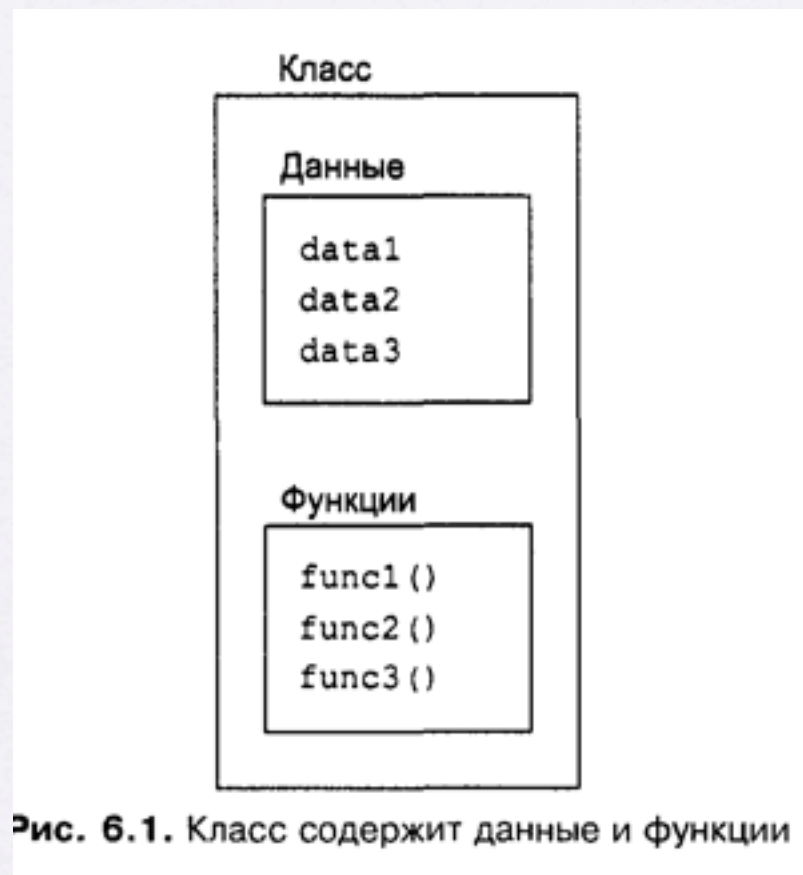 Класс
Данные
data1
data2
data3
Функции
func1()
func2()
func3()
Рис. 6.1. Класс содержит данные и функции